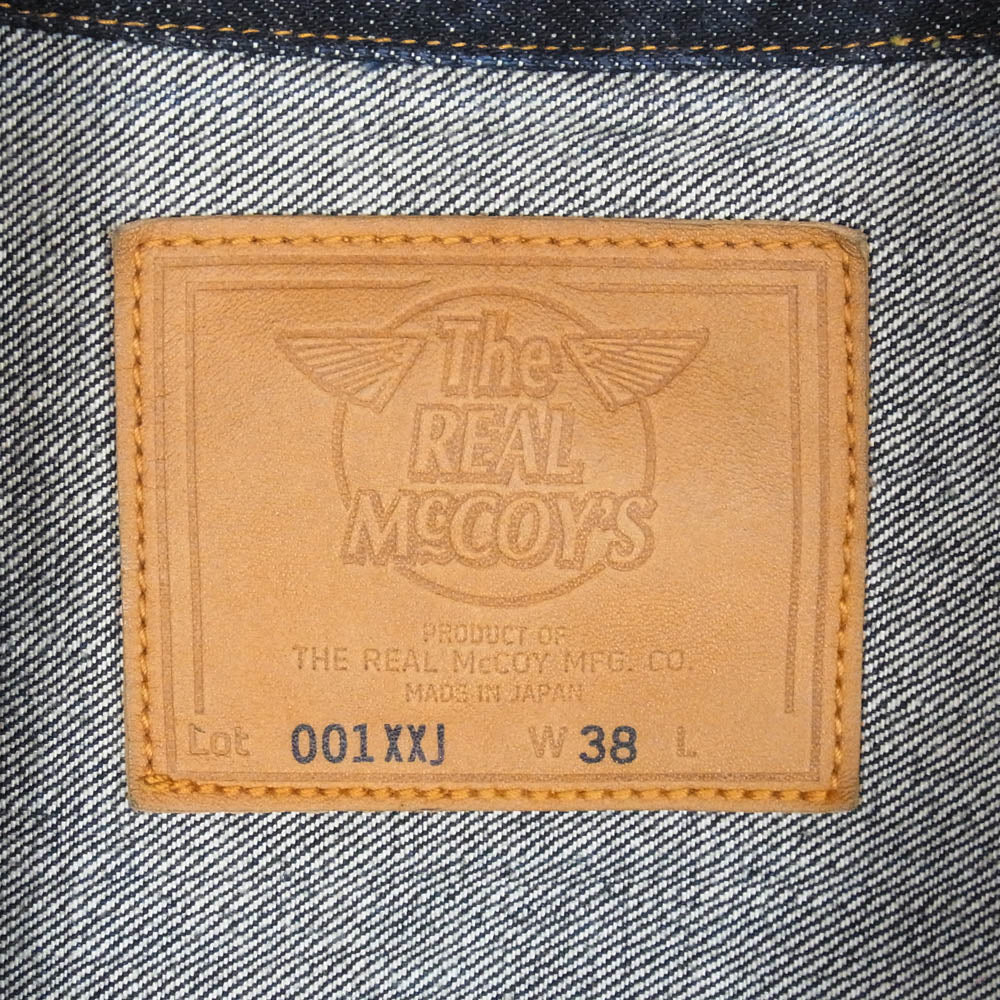 The
REAL
McCOY'S
PRODUCT OF
THE REAL McCOY MFG. CO.
MADE IN JAPAN
Lot 001XXJ W 38 L